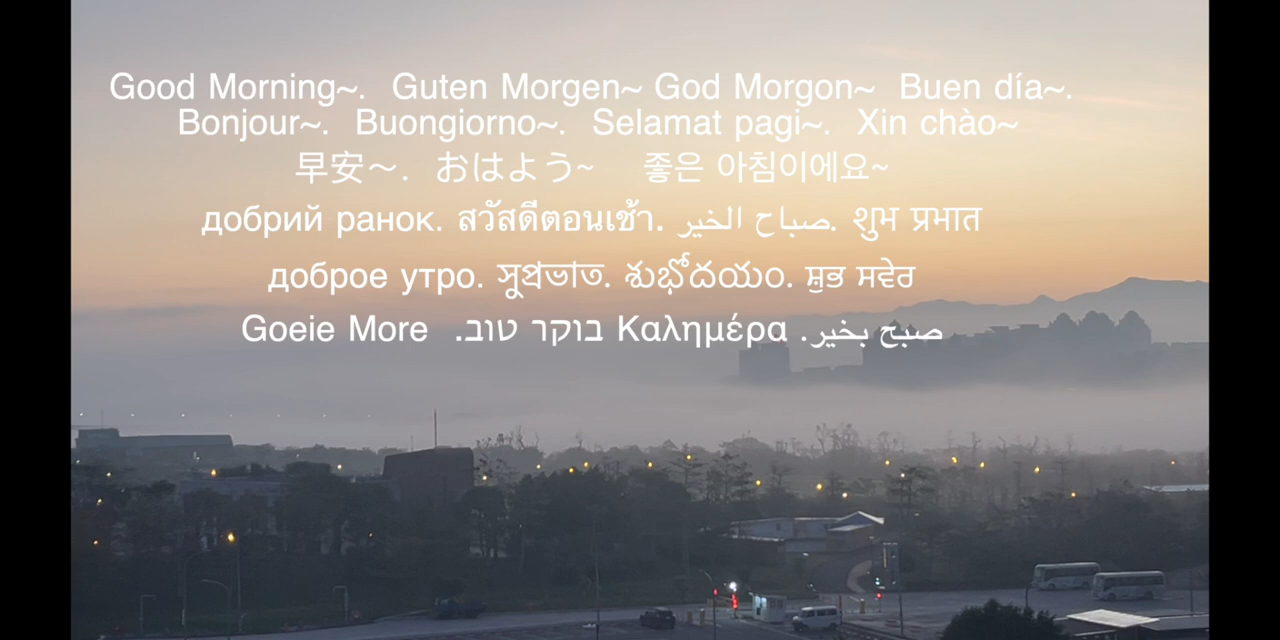 Good Morning~.  Guten Morgen~ God Morgon~  Buen día~.
Bonjour~.  Buongiorno~.  Selamat pagi~.  Xin chào~
早安～.  おはよう~  좋은 아침이에요~
добрий ранок. สวัสดีตอนเช้า. صباح الخير. शुभ प्रभात
доброе утро. সুপ্রভাত. శుభోదయం. ਸ਼ੁਭ ਸਵੇਰ
Goeie More  .בוקר טוב Καλημέρα .صبح بخیر